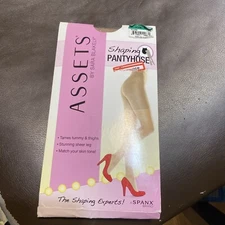 ASSETS
BY SARA BLAKELY
Shaping
PANTYHOSE
• Tames tummy & thighs
• Stunning sheer leg
• Match your skin tone!
The Shaping Experts!
SPANX